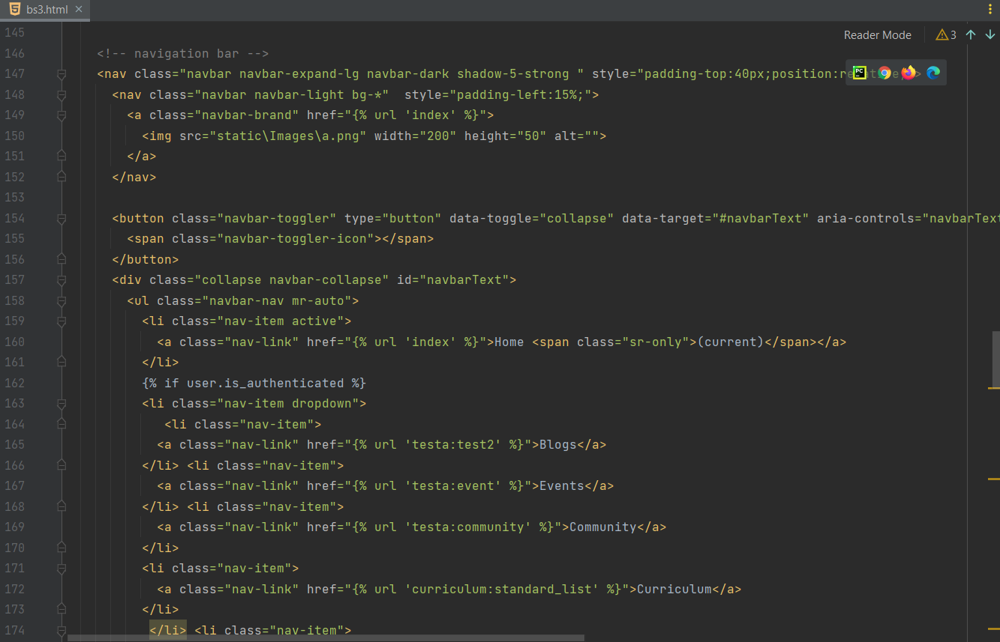 bs3.html
Reader Mode 3
145
146 <!-- navigation bar -->
147 <nav class="navbar navbar-expand-lg navbar-dark shadow-5-strong " style="padding-top:40px;position:relative;">
148 <nav class="navbar navbar-light bg-*"  style="padding-left:15%;">
149 <a class="navbar-brand" href="{% url 'index' %}">
150 <img src="static\Images\a.png" width="200" height="50" alt="">
151 </a>
152 </nav>
153
154 <button class="navbar-toggler" type="button" data-toggle="collapse" data-target="#navbarText" aria-controls="navbarText
155 <span class="navbar-toggler-icon"></span>
156 </button>
157 <div class="collapse navbar-collapse" id="navbarText">
158 <ul class="navbar-nav mr-auto">
159 <li class="nav-item active">
160 <a class="nav-link" href="{% url 'index' %}">Home <span class="sr-only">(current)</span></a>
161 </li>
162 {% if user.is_authenticated %}
163 <li class="nav-item dropdown">
164 <li class="nav-item">
165 <a class="nav-link" href="{% url 'testa:test2' %}">Blogs</a>
166 </li> <li class="nav-item">
167 <a class="nav-link" href="{% url 'testa:event' %}">Events</a>
168 </li> <li class="nav-item">
169 <a class="nav-link" href="{% url 'testa:community' %}">Community</a>
170 </li>
171 <li class="nav-item">
172 <a class="nav-link" href="{% url 'curriculum:standard_list' %}">Curriculum</a>
173 </li>
174 </li> <li class="nav-item">